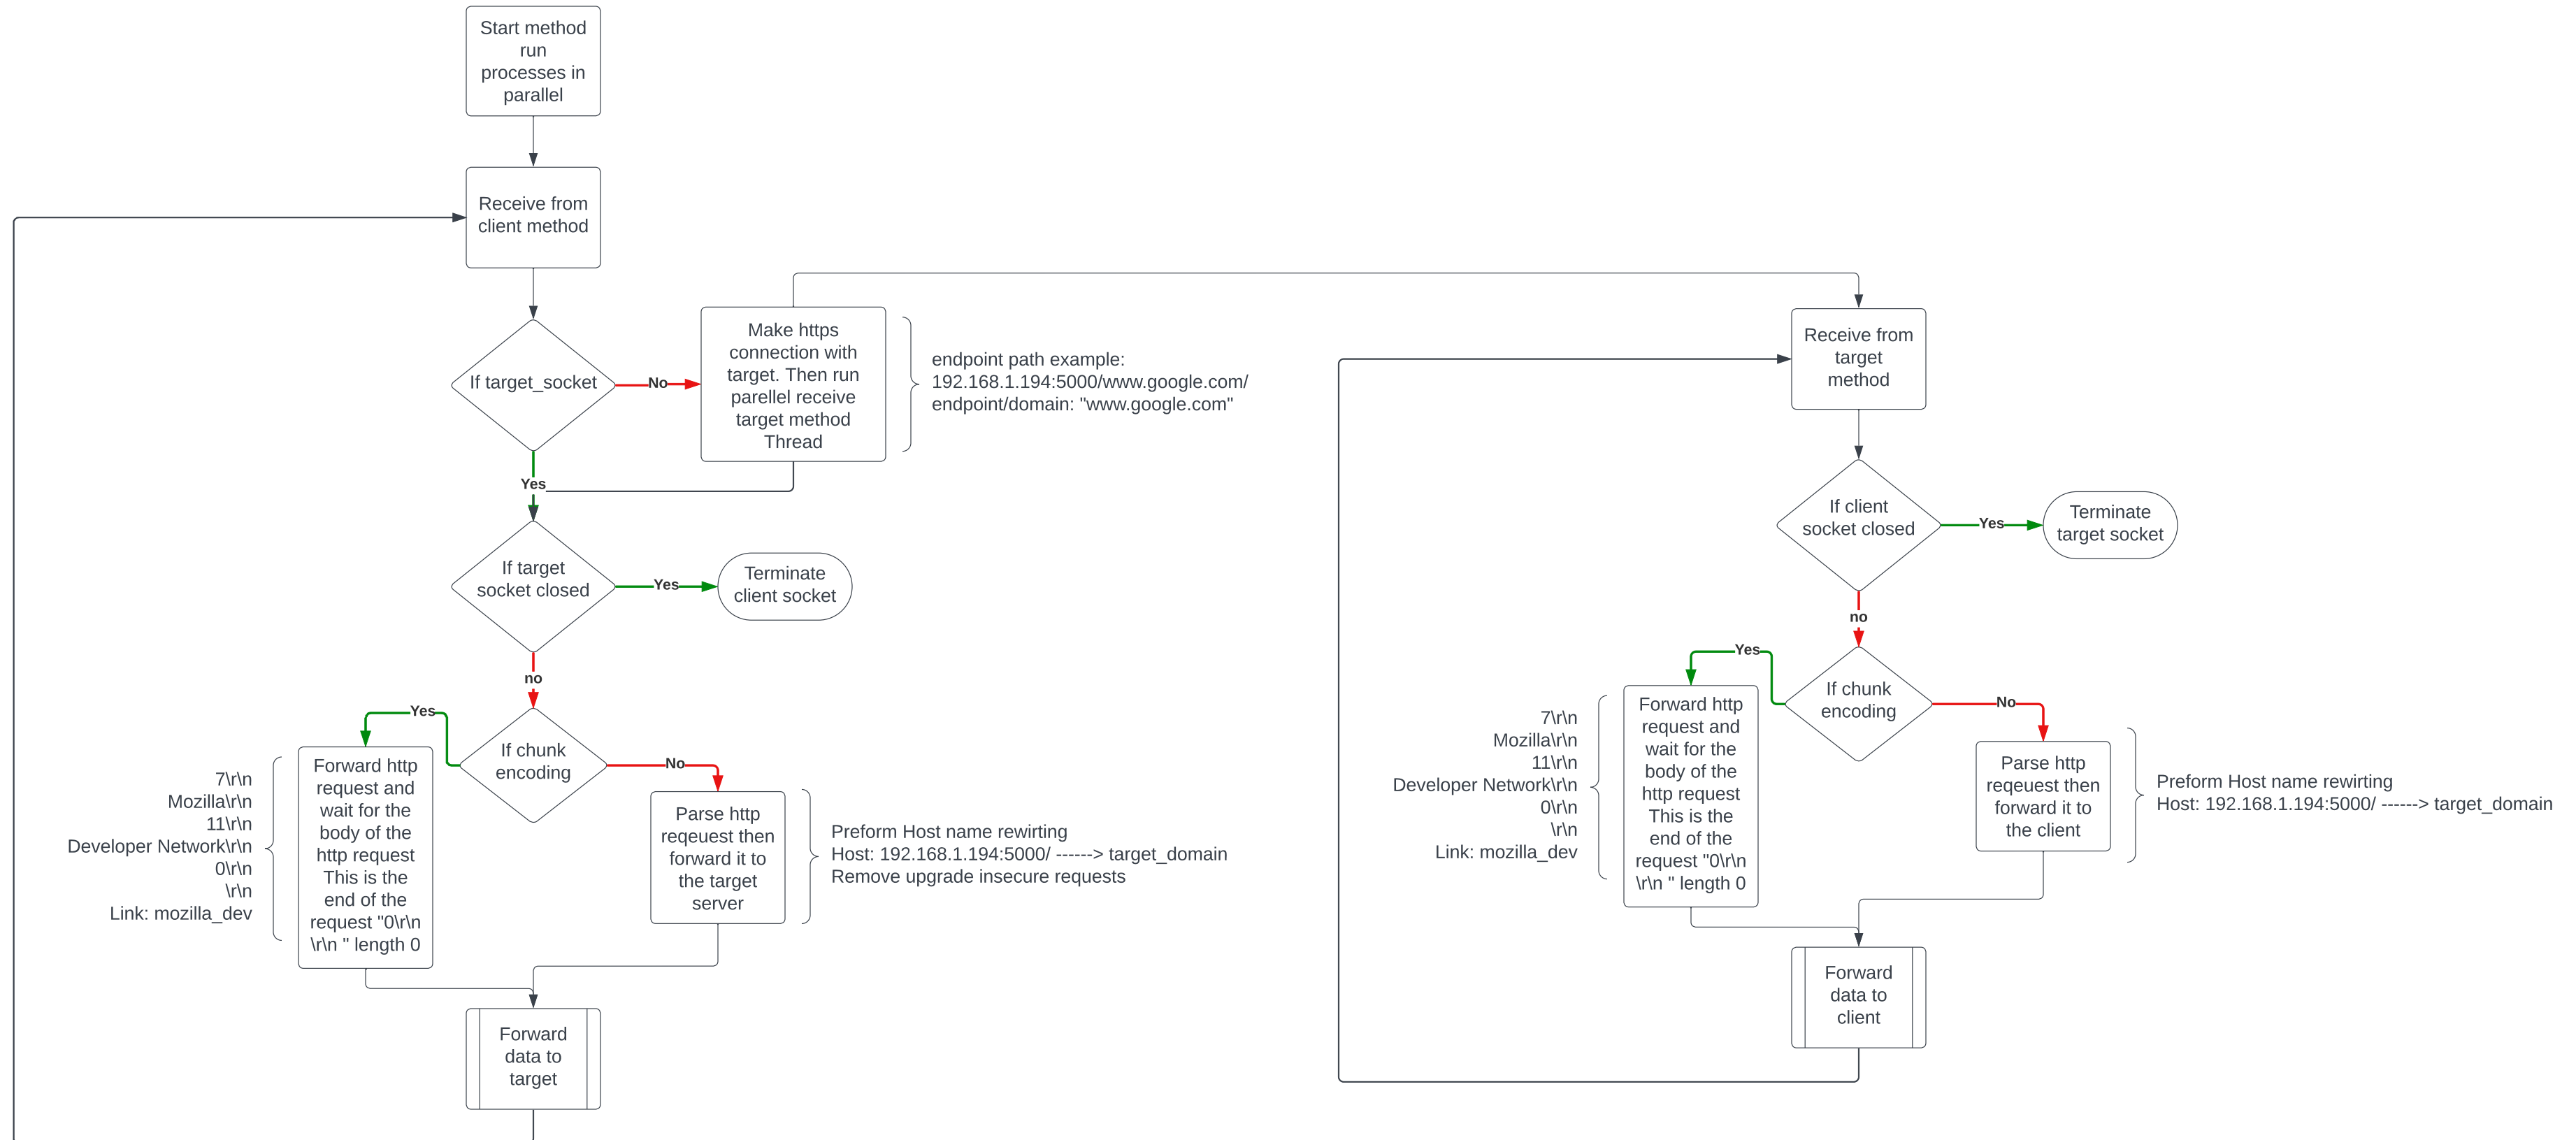 Start method
run
processes in
parallel
Receive from
client method
If target_socket
No
Make https
connection with
target. Then run
parellel receive
target method
Thread
endpoint path example:
192.168.1.194:5000/www.google.com/
endpoint/domain: "www.google.com"
Yes
If target
socket closed
Yes
Terminate
client socket
no
If chunk
encoding
Yes
No
7\r\n
Mozilla\r\n
11\r\n
Developer Network\r\n
0\r\n
\r\n
Link: mozilla_dev
Forward http
request and
wait for the
body of the
http request
This is the
end of the
request "0\r\n
\r\n " length 0
Parse http
reqeuest then
forward it to
the target
server
Preform Host name rewirting
Host: 192.168.1.194:5000/ ------> target_domain
Remove upgrade insecure requests
Forward
data to
target
Receive from
target
method
If client
socket closed
Yes
Terminate
target socket
no
If chunk
encoding
Yes
No
7\r\n
Mozilla\r\n
11\r\n
Developer Network\r\n
0\r\n
\r\n
Link: mozilla_dev
Forward http
request and
wait for the
body of the
http request
This is the
end of the
request "0\r\n
\r\n " length 0
Parse http
reqeuest then
forward it to
the client
Preform Host name rewirting
Host: 192.168.1.194:5000/ ------> target_domain
Forward
data to
client